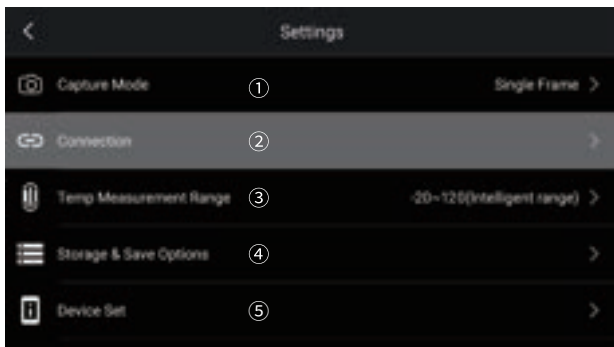 Settings
Capture Mode ① Single Frame
Connection ②
Temp Measurement Range ③ -20~120(Intelligent range)
Storage & Save Options ④
Device Set ⑤